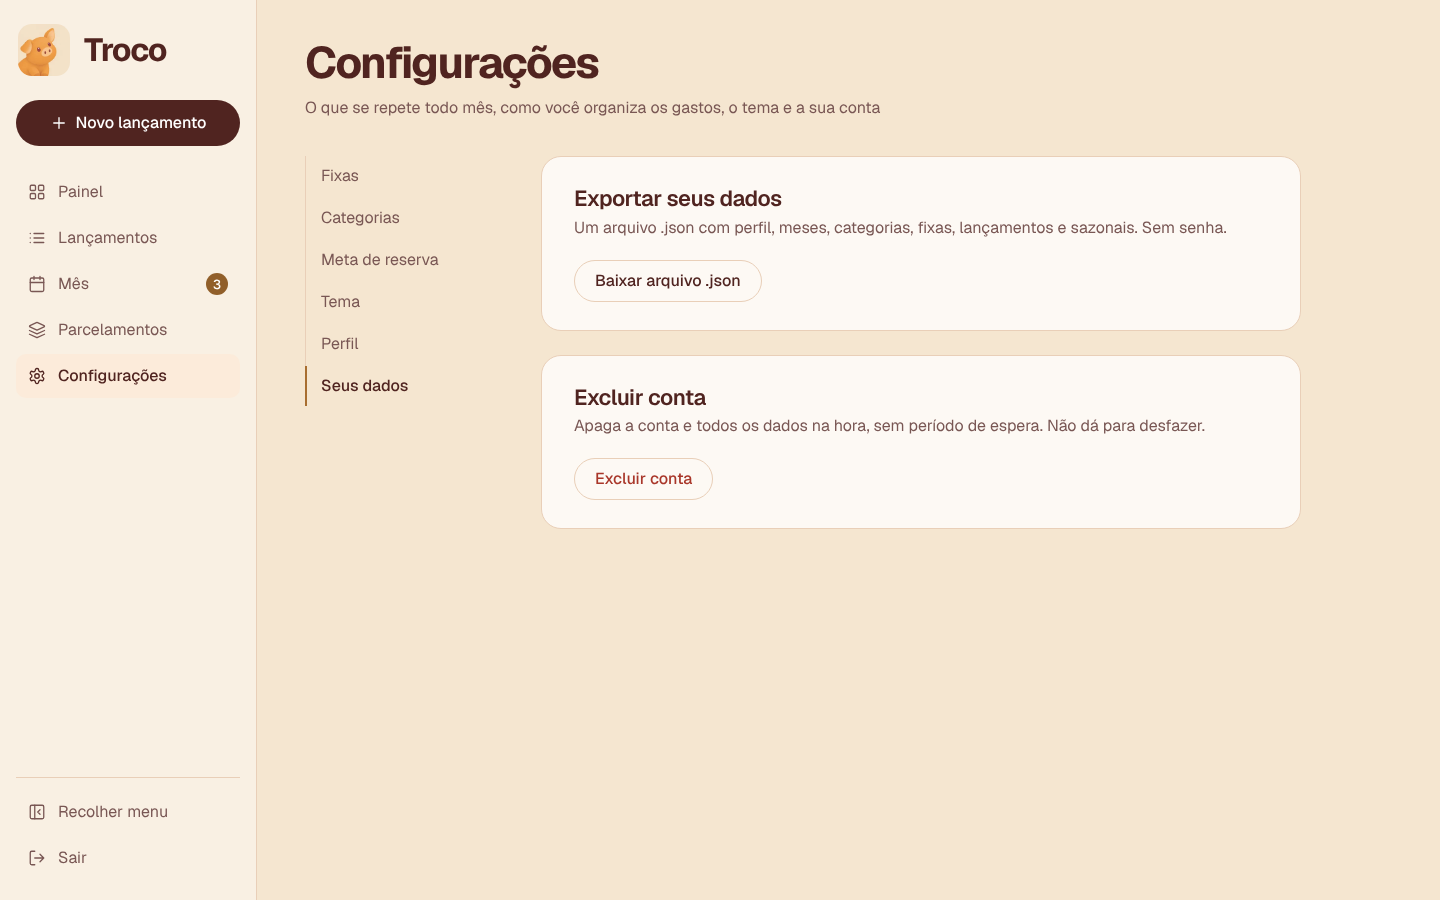 Troco
Novo lançamento
Painel
Lançamentos
Mês
3
Parcelamentos
Configurações
Recolher menu
Sair
Configurações
O que se repete todo mês, como você organiza os gastos, o tema e a sua conta
Fixas
Categorias
Meta de reserva
Tema
Perfil
Seus dados
Exportar seus dados
Um arquivo .json com perfil, meses, categorias, fixas, lançamentos e sazonais. Sem senha.
Baixar arquivo .json
Excluir conta
Apaga a conta e todos os dados na hora, sem período de espera. Não dá para desfazer.
Excluir conta